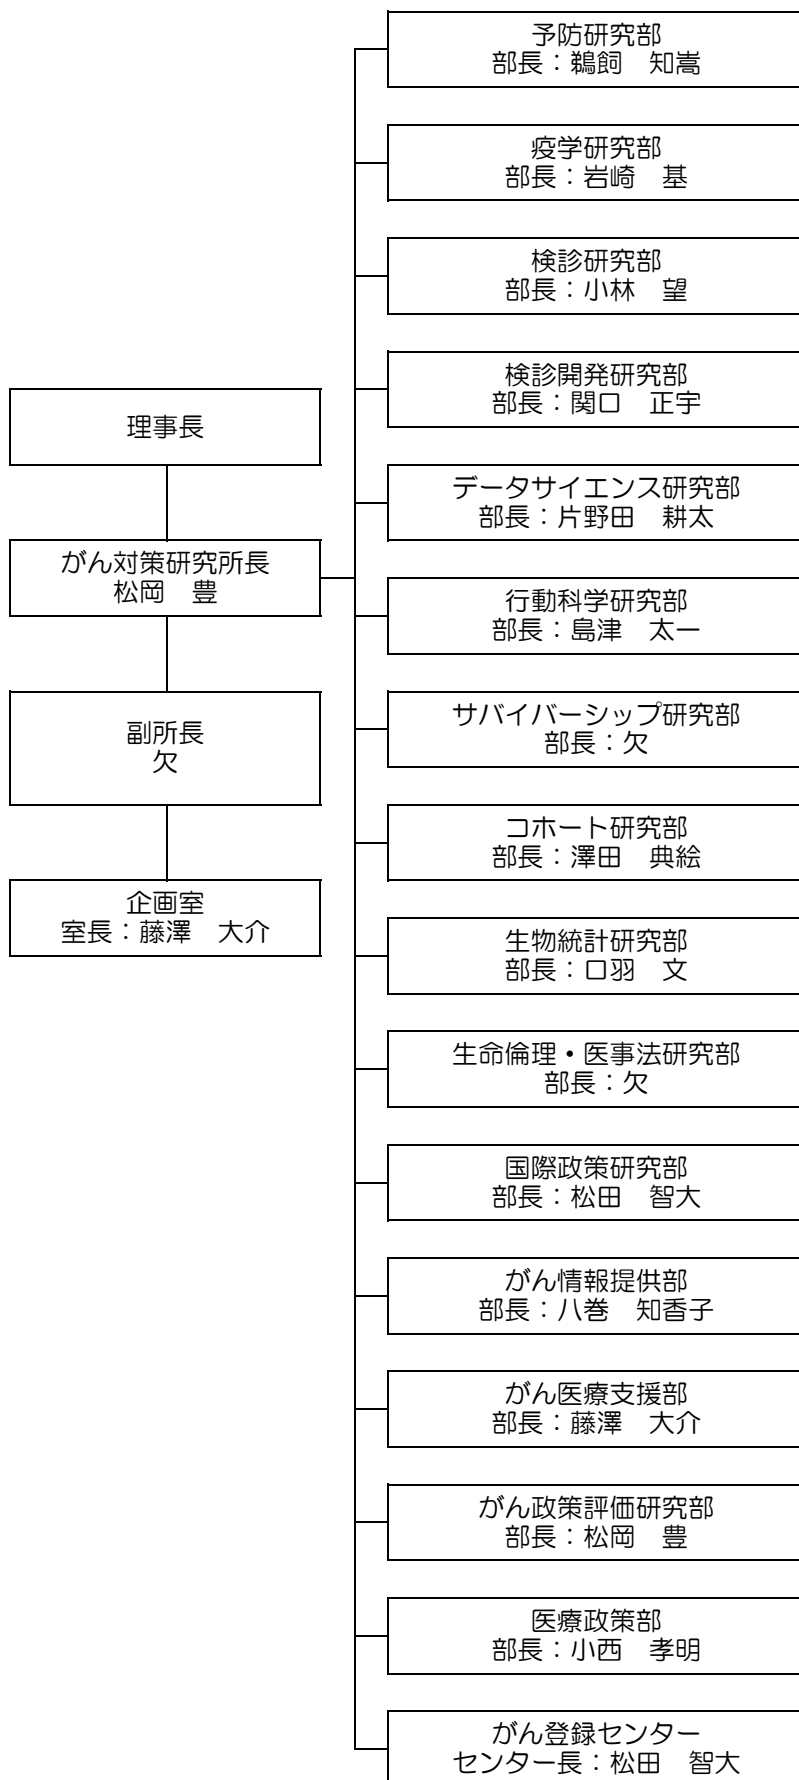 理事長
がん対策研究所長
松岡　豊
副所長
欠
企画室
室長：藤澤　大介
予防研究部
部長：鵜飼　知嵩
疫学研究部
部長：岩崎　基
検診研究部
部長：小林　望
検診開発研究部
部長：関口　正宇
データサイエンス研究部
部長：片野田　耕太
行動科学研究部
部長：島津　太一
サバイバーシップ研究部
部長：欠
コホート研究部
部長：澤田　典絵
生物統計研究部
部長：口羽　文
生命倫理・医事法研究部
部長：欠
国際政策研究部
部長：松田　智大
がん情報提供部
部長：八巻　知香子
がん医療支援部
部長：藤澤　大介
がん政策評価研究部
部長：松岡　豊
医療政策部
部長：小西　孝明
がん登録センター
センター長：松田　智大